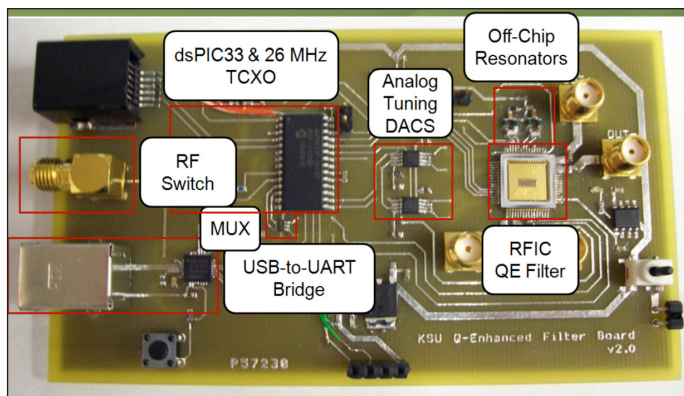 Off-Chip
Resonators
dsPIC33 & 26 MHz
TCXO
Analog
Tuning
DACS
OUT
RF
Switch
MUX
USB-to-UART
Bridge
RFIC
QE Filter
KSU Q-Enhanced Filter Board
v2.0
P57230